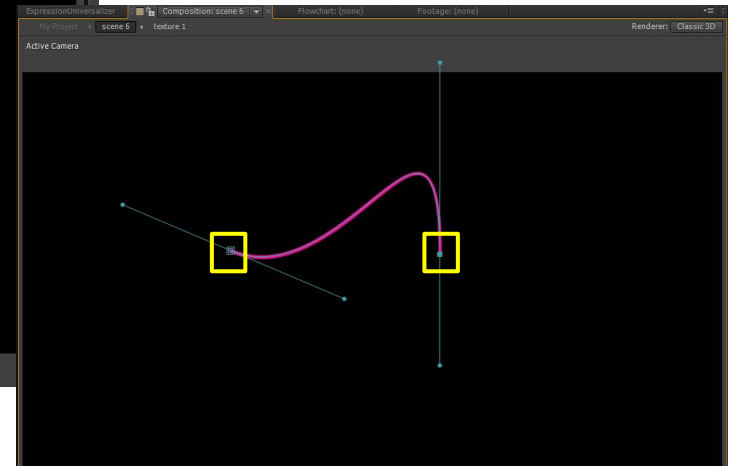 ExpressionUniversalizer Composition: scene 6 Flowchart: (none) Footage: (none)
My Project scene 6 texture 1 Renderer: Classic 3D
Active Camera